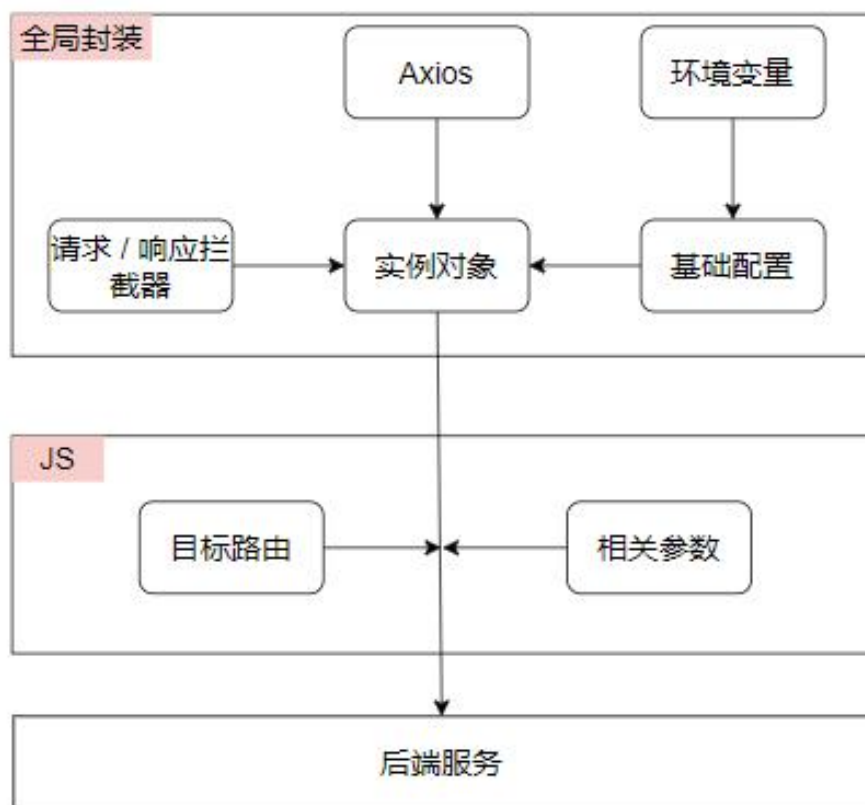 全局封装
Axios
环境变量
请求 / 响应拦
截器
实例对象
基础配置
JS
目标路由
相关参数
后端服务